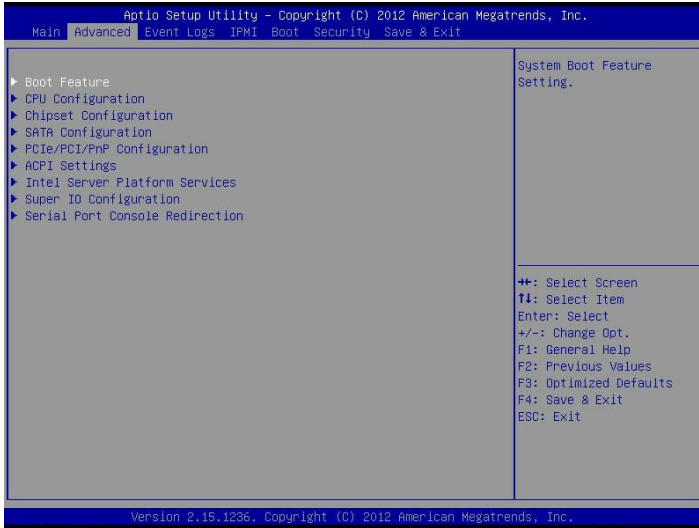 Aptio Setup Utility – Copyright (C) 2012 American Megatrends, Inc.
Main Advanced Event Logs IPMI Boot Security Save & Exit
▶ Boot Feature
▶ CPU Configuration
▶ Chipset Configuration
▶ SATA Configuration
▶ PCIe/PCI/PnP Configuration
▶ ACPI Settings
▶ Intel Server Platform Services
▶ Super IO Configuration
▶ Serial Port Console Redirection
System Boot Feature
Setting.
→←: Select Screen
↑↓: Select Item
Enter: Select
+/-: Change Opt.
F1: General Help
F2: Previous Values
F3: Optimized Defaults
F4: Save & Exit
ESC: Exit
Version 2.15.1236. Copyright (C) 2012 American Megatrends, Inc.